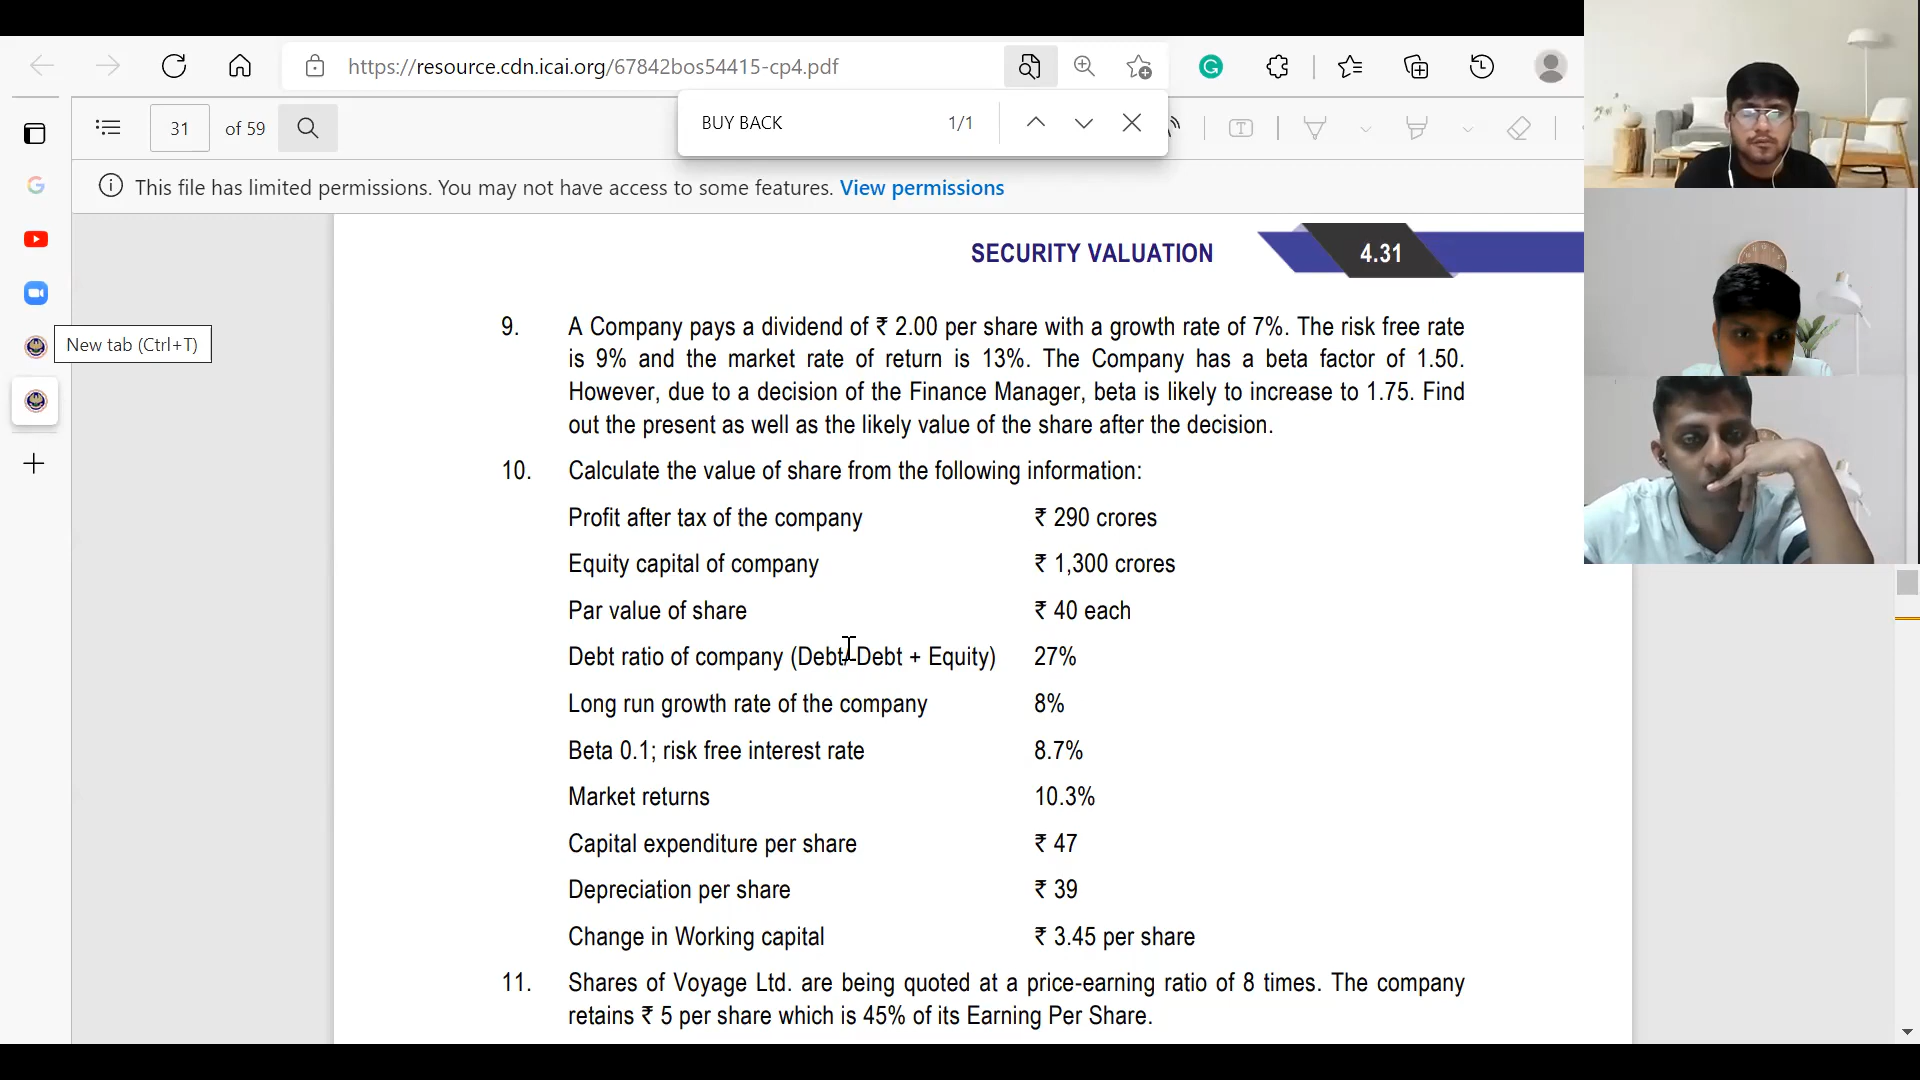 https://resource.cdn.icai.org/67842bos54415-cp4.pdf
BUY BACK 1/1
31 of 59
This file has limited permissions. You may not have access to some features. View permissions
New tab (Ctrl+T)
SECURITY VALUATION 4.31
9. A Company pays a dividend of ₹ 2.00 per share with a growth rate of 7%. The risk free rate
is 9% and the market rate of return is 13%. The Company has a beta factor of 1.50.
However, due to a decision of the Finance Manager, beta is likely to increase to 1.75. Find
out the present as well as the likely value of the share after the decision.
10. Calculate the value of share from the following information:
Profit after tax of the company ₹ 290 crores
Equity capital of company ₹ 1,300 crores
Par value of share ₹ 40 each
Debt ratio of company (Debt/ Debt + Equity) 27%
Long run growth rate of the company 8%
Beta 0.1; risk free interest rate 8.7%
Market returns 10.3%
Capital expenditure per share ₹ 47
Depreciation per share ₹ 39
Change in Working capital ₹ 3.45 per share
11. Shares of Voyage Ltd. are being quoted at a price-earning ratio of 8 times. The company
retains ₹ 5 per share which is 45% of its Earning Per Share.